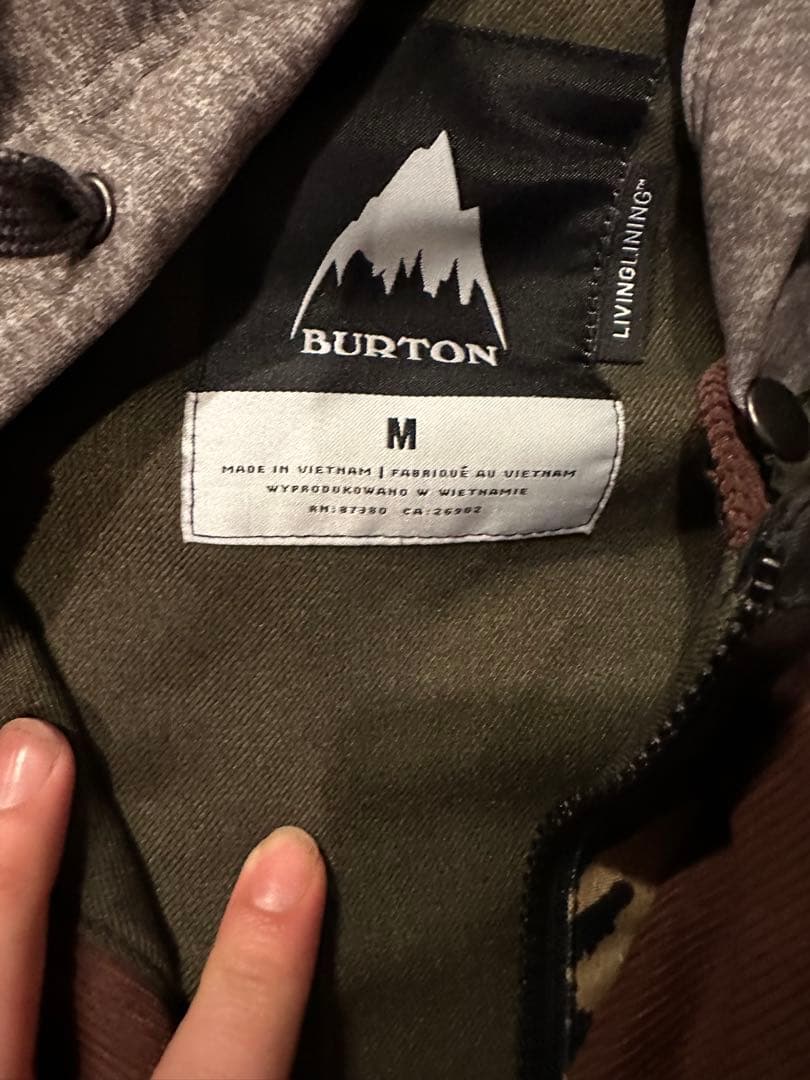 BURTON
LIVINGLINING™
M
MADE IN VIETNAM | FABRIQUÉ AU VIETNAM
WYPRODUKOWANO W WIETNAMIE
RN:87380 CA:26902